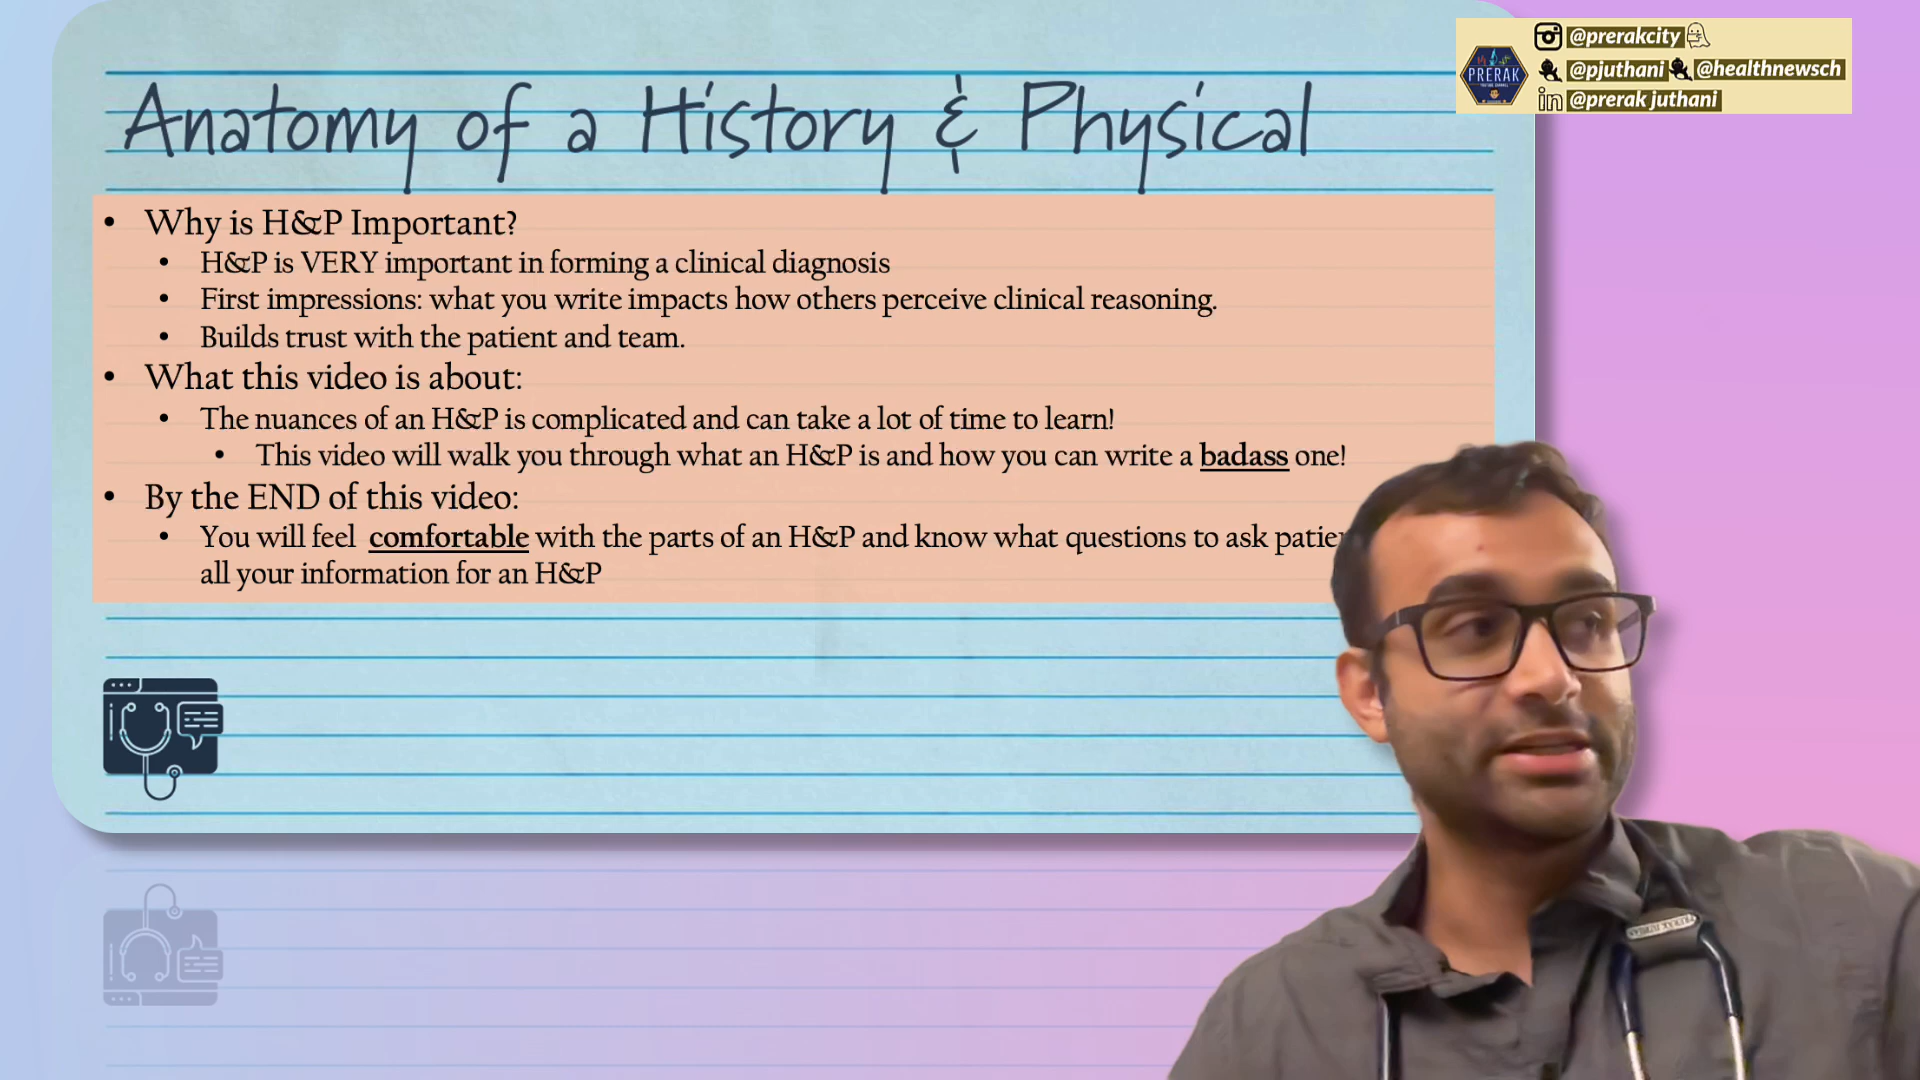 Anatomy of a History & Physical
@prerakcity
@pjuthani @healthnewsch
in @prerak juthani
PRERAK
• Why is H&P Important?
• H&P is VERY important in forming a clinical diagnosis
• First impressions: what you write impacts how others perceive clinical reasoning.
• Builds trust with the patient and team.
• What this video is about:
• The nuances of an H&P is complicated and can take a lot of time to learn!
• This video will walk you through what an H&P is and how you can write a badass one!
• By the END of this video:
• You will feel comfortable with the parts of an H&P and know what questions to ask
all your information for an H&P